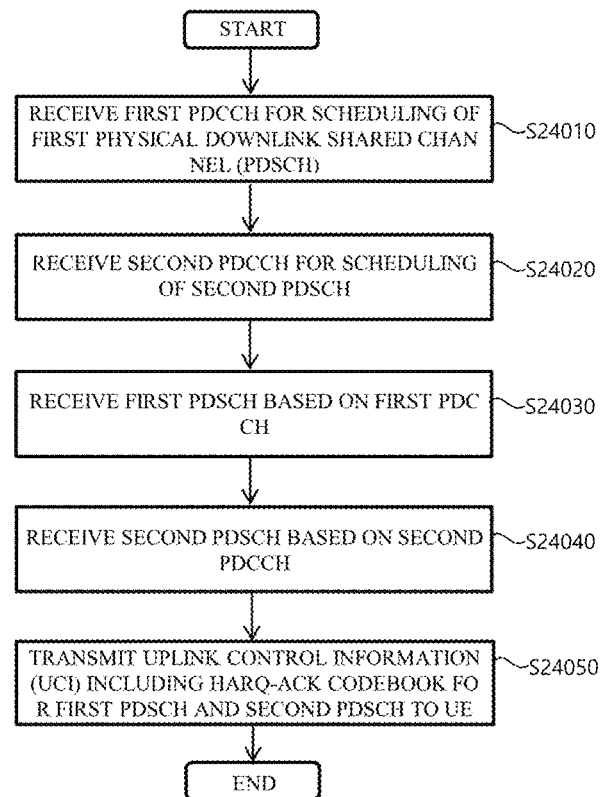 START
RECEIVE FIRST PDCCH FOR SCHEDULING OF
FIRST PHYSICAL DOWNLINK SHARED CHAN
NEL (PDSCH)
S24010
RECEIVE SECOND PDCCH FOR SCHEDULING
OF SECOND PDSCH
S24020
RECEIVE FIRST PDSCH BASED ON FIRST PDC
CH
S24030
RECEIVE SECOND PDSCH BASED ON SECOND
PDCCH
S24040
TRANSMIT UPLINK CONTROL INFORMATION
(UCI) INCLUDING HARQ-ACK CODEBOOK FO
R FIRST PDSCH AND SECOND PDSCH TO UE
S24050
END